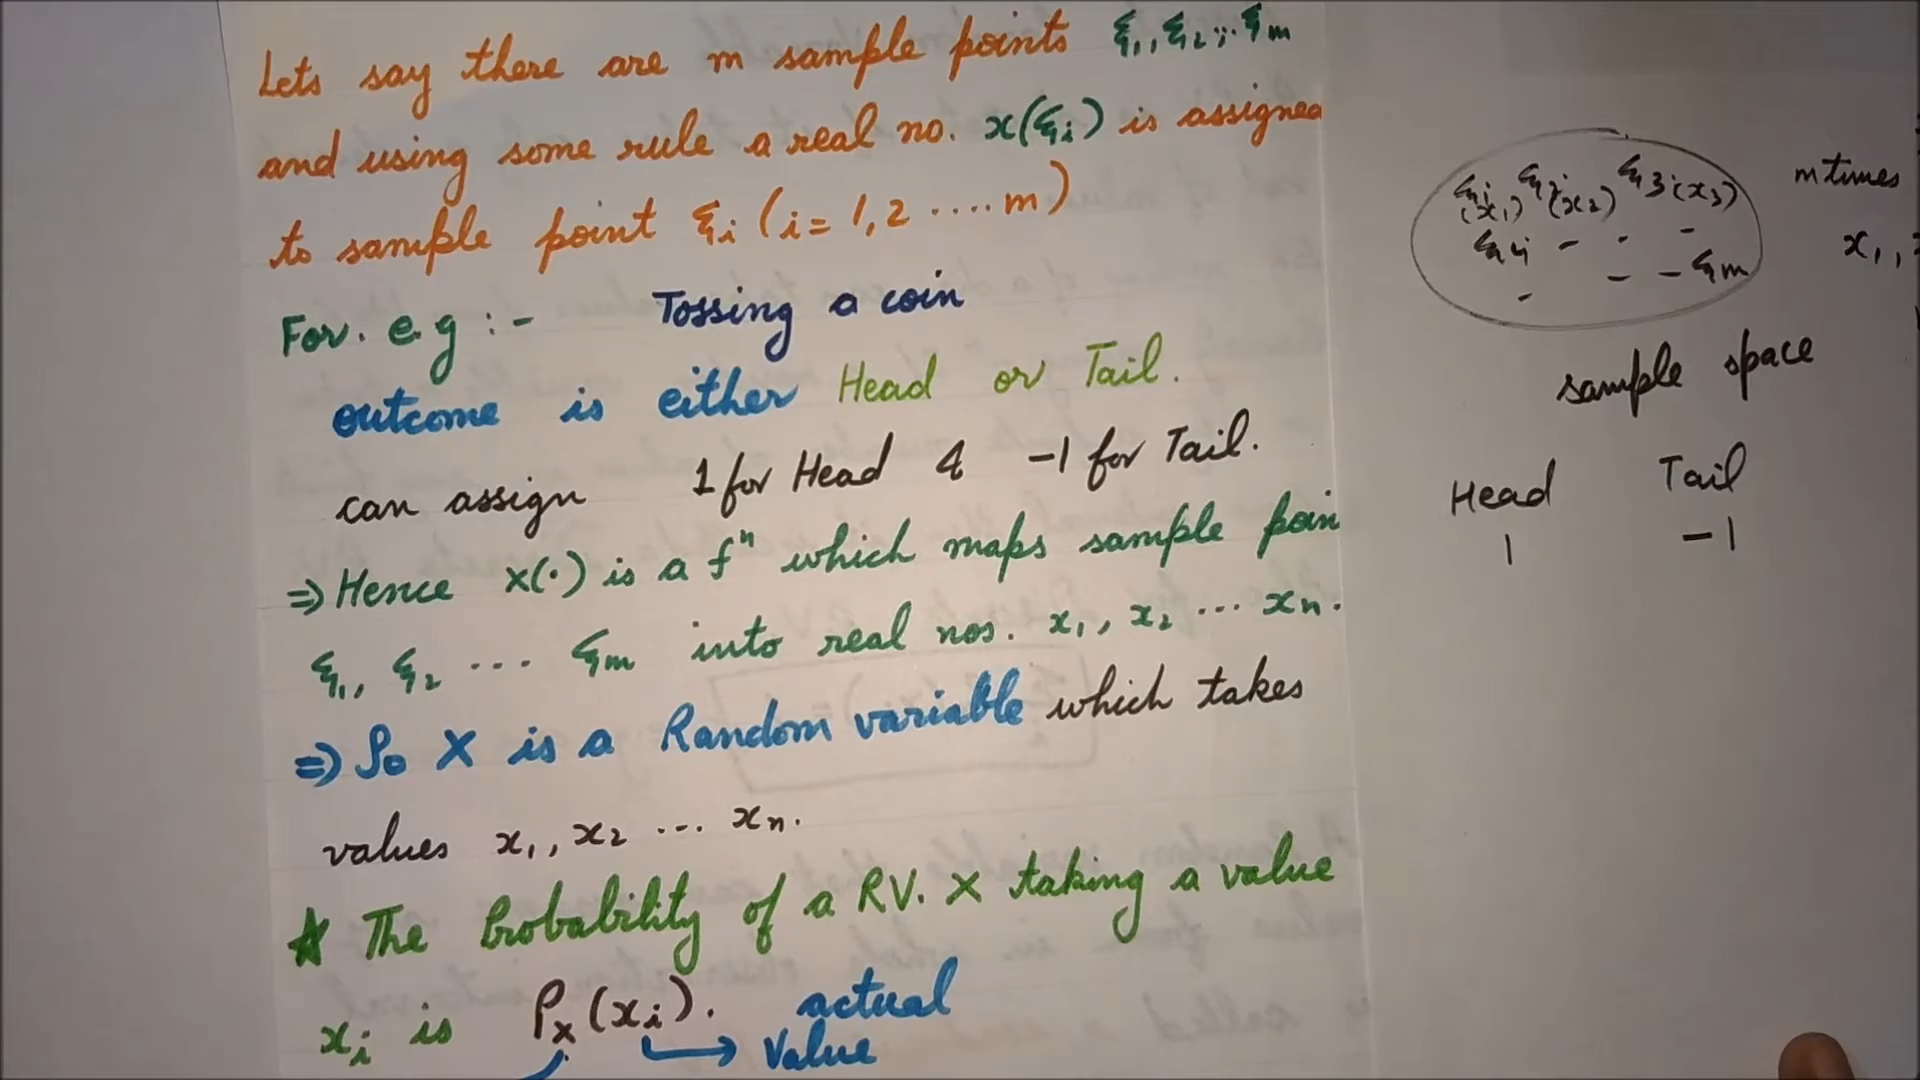 Lets say there are m sample points ξ1, ξ2, .. ξm
and using some rule a real no. x(ξi) is assigned
to sample point ξi (i = 1,2 .... m)
For. e.g :- Tossing a coin
outcome is either Head or Tail.
can assign 1 for Head & -1 for Tail.
⇒ Hence x(·) is a fⁿ which maps sample poin
ξ1, ξ2 ... ξm into real nos. x1, x2 ... xn.
⇒ So X is a Random variable which takes
values x1, x2 ... xn.
* The Probability of a RV. X taking a value
xi is Px(xi). actual
Value
m times
x1,
sample space
Head Tail
1 -1